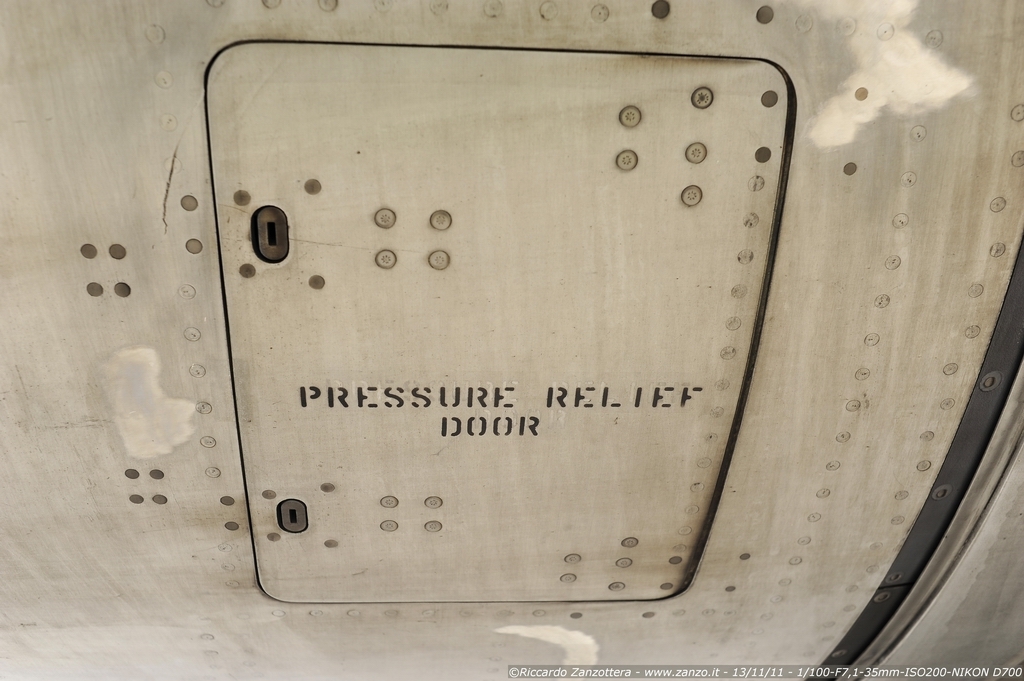 PRESSURE RELIEF
DOOR
©Riccardo Zanzottera - www.zanzo.it - 13/11/11 - 1/100-F7,1-35mm-ISO200-NIKON D700